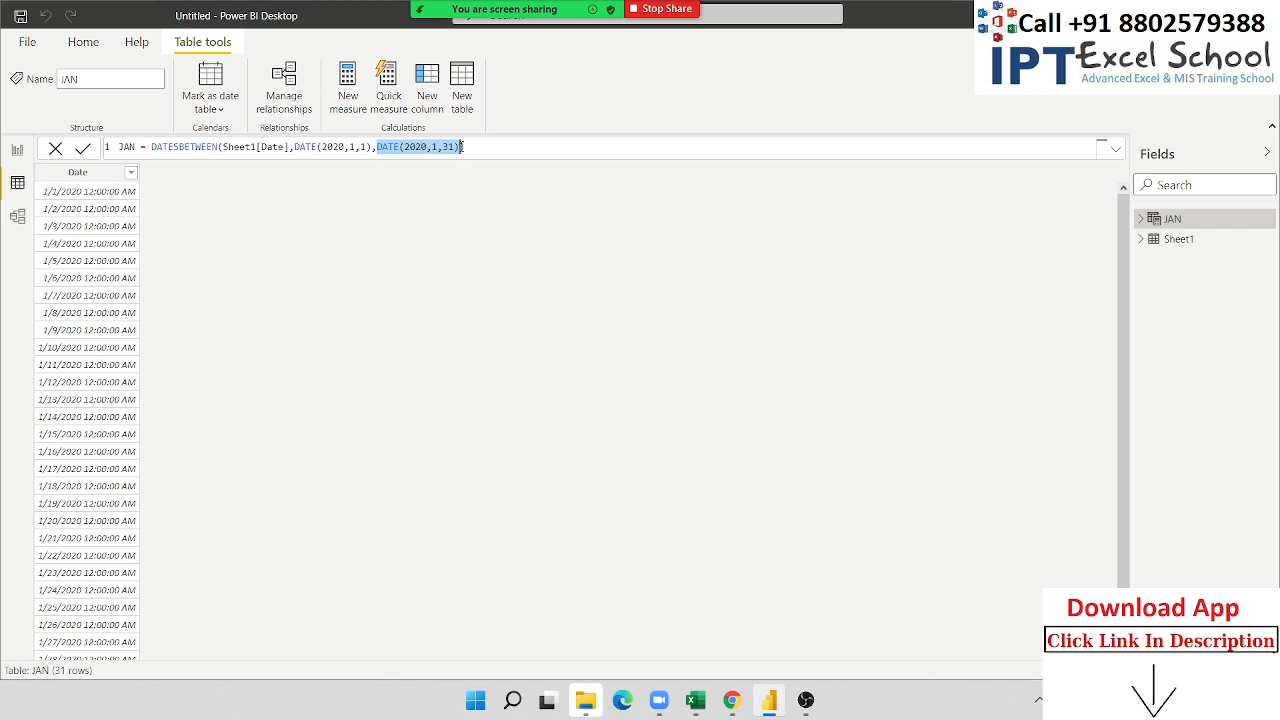 Untitled - Power BI Desktop
You are screen sharing
Stop Share
Call +91 8802579388
IPT Excel School
Advanced Excel & MIS Training School
File
Home
Help
Table tools
Name
JAN
Mark as date table
Manage relationships
New measure
Quick measure
New column
New table
Structure
Calendars
Relationships
Calculations
1 JAN = DATESBETWEEN(Sheet1[Date],DATE(2020,1,1),DATE(2020,1,31))
Fields
Search
JAN
Sheet1
Date
1/1/2020 12:00:00 AM
1/2/2020 12:00:00 AM
1/3/2020 12:00:00 AM
1/4/2020 12:00:00 AM
1/5/2020 12:00:00 AM
1/6/2020 12:00:00 AM
1/7/2020 12:00:00 AM
1/8/2020 12:00:00 AM
1/9/2020 12:00:00 AM
1/10/2020 12:00:00 AM
1/11/2020 12:00:00 AM
1/12/2020 12:00:00 AM
1/13/2020 12:00:00 AM
1/14/2020 12:00:00 AM
1/15/2020 12:00:00 AM
1/16/2020 12:00:00 AM
1/17/2020 12:00:00 AM
1/18/2020 12:00:00 AM
1/19/2020 12:00:00 AM
1/20/2020 12:00:00 AM
1/21/2020 12:00:00 AM
1/22/2020 12:00:00 AM
1/23/2020 12:00:00 AM
1/24/2020 12:00:00 AM
1/25/2020 12:00:00 AM
1/26/2020 12:00:00 AM
1/27/2020 12:00:00 AM
1/28/2020 12:00:00 AM
Table: JAN (31 rows)
Download App
Click Link In Description